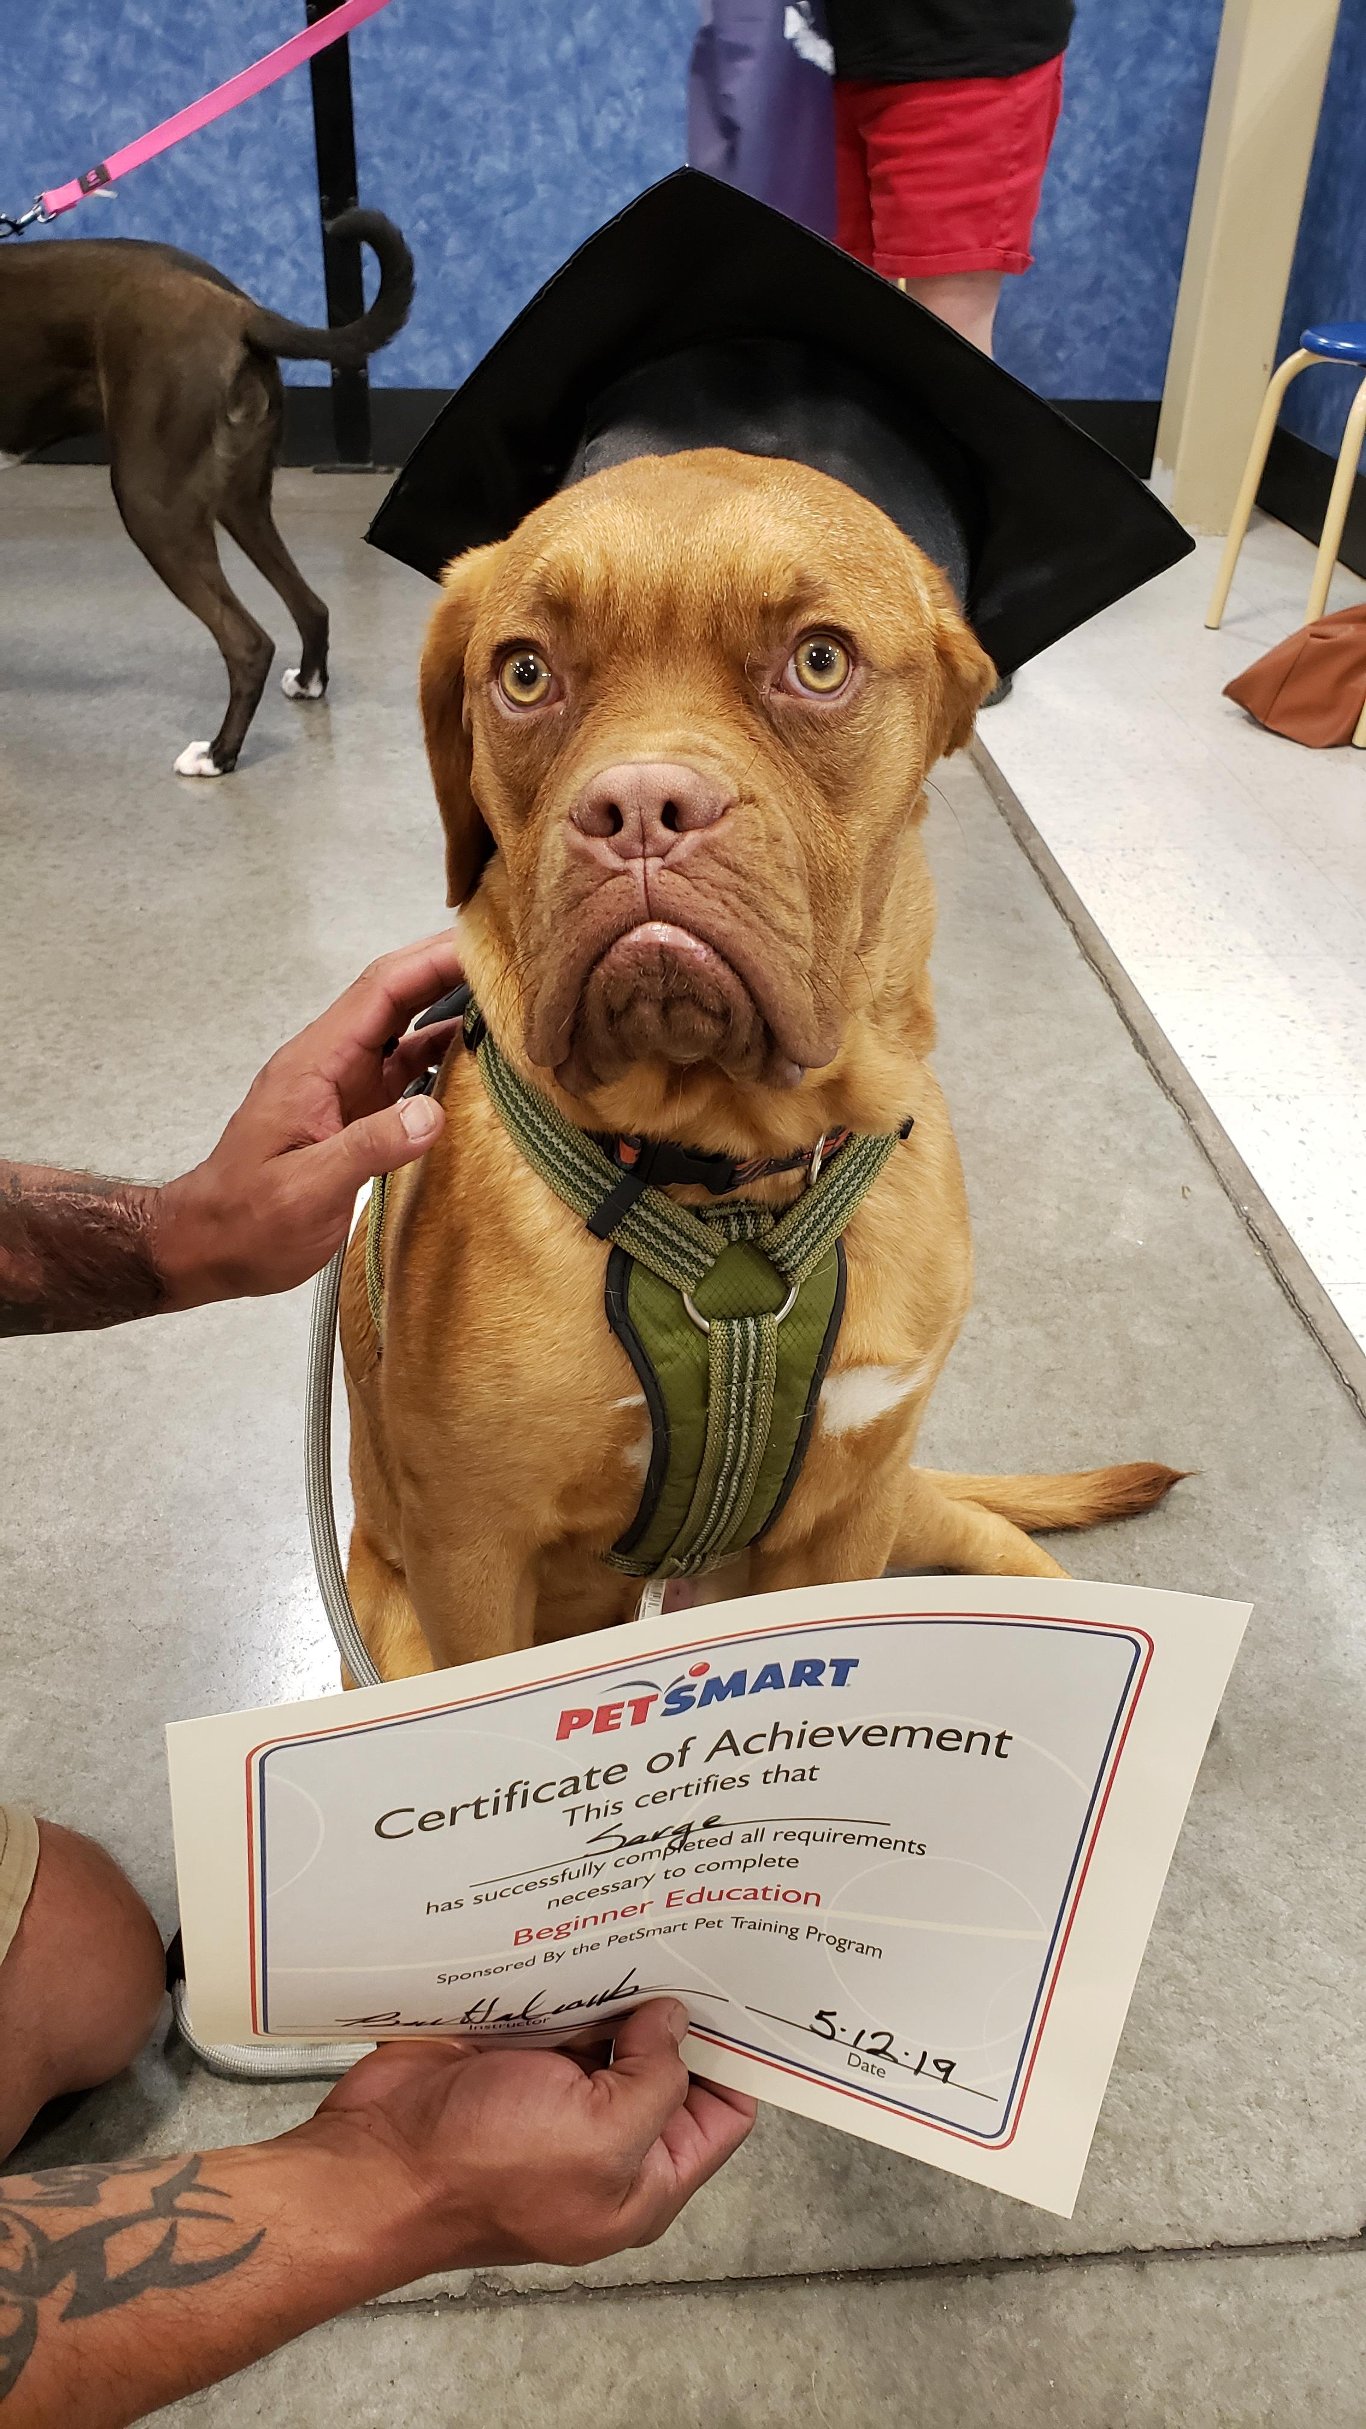 PETSMART
Certificate of Achievement
This certifies that
Sarge
has successfully completed all requirements
necessary to complete
Beginner Education
Sponsored By the PetSmart Pet Training Program
5·12·19
Instructor
Date